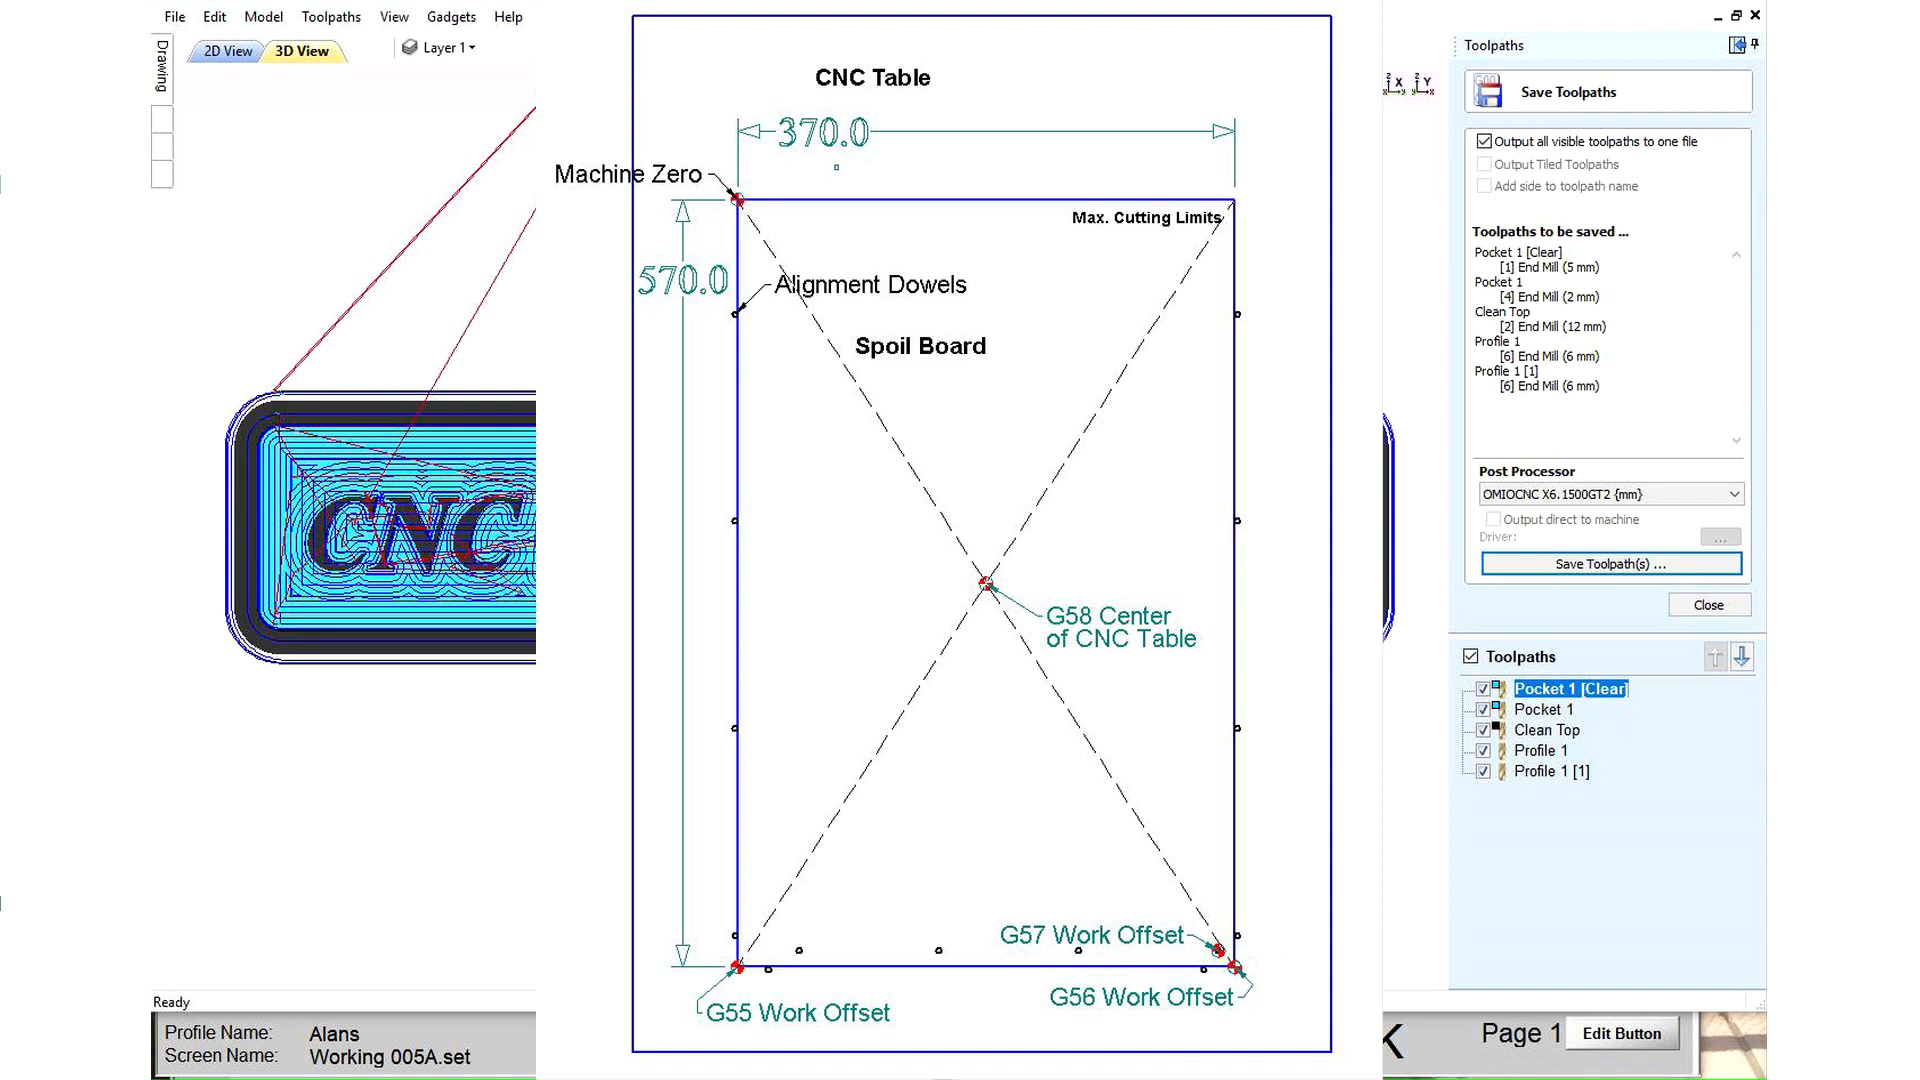 File Edit Model Toolpaths View Gadgets Help
Drawing
2D View 3D View Layer 1
CNC Table
370.0
Machine Zero
Max. Cutting Limits
570.0
Alignment Dowels
Spoil Board
CNC
G58 Center
of CNC Table
G57 Work Offset
G56 Work Offset
G55 Work Offset
Ready
Profile Name: Alans
Screen Name: Working 005A.set
Z X Z Y
Toolpaths
Save Toolpaths
Output all visible toolpaths to one file
Output Tiled Toolpaths
Add side to toolpath name
Toolpaths to be saved ...
Pocket 1 [Clear]
[1] End Mill (5 mm)
Pocket 1
[4] End Mill (2 mm)
Clean Top
[2] End Mill (12 mm)
Profile 1
[6] End Mill (6 mm)
Profile 1 [1]
[6] End Mill (6 mm)
Post Processor
OMIOCNC X6.1500GT2 {mm}
Output direct to machine
Driver: ...
Save Toolpath(s) ...
Close
Toolpaths
Pocket 1 [Clear]
Pocket 1
Clean Top
Profile 1
Profile 1 [1]
K Page 1 Edit Button